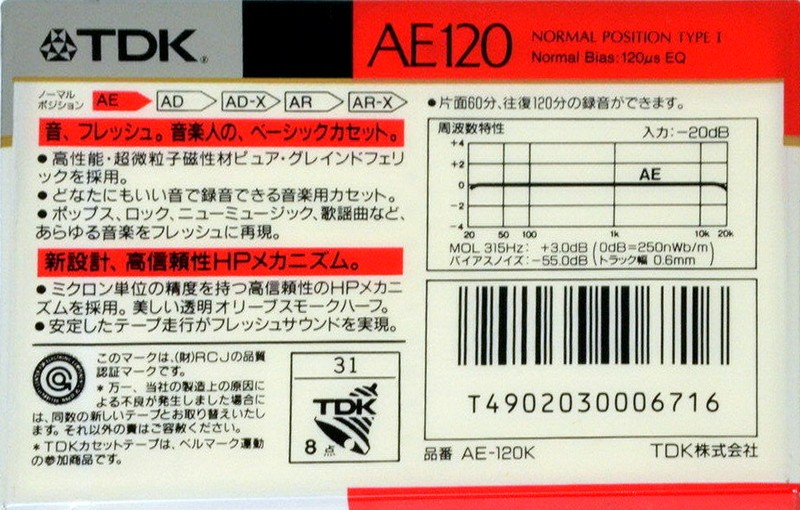 TDK®
AE120
NORMAL POSITION TYPE I
Normal Bias: 120μs EQ
ノーマル
ポジション
AE AD AD-X AR AR-X
音、フレッシュ。音楽人の、ベーシックカセット。
●高性能・超微粒子磁性材ピュア・グレインドフェリ
ックを採用。
●どなたにもいい音で録音できる音楽用カセット。
●ポップス、ロック、ニューミュージック、歌謡曲など、
あらゆる音楽をフレッシュに再現。
新設計、高信頼性HPメカニズム。
●ミクロン単位の精度を持つ高信頼性のHPメカニ
ズムを採用。美しい透明オリーブスモークハーフ。
●安定したテープ走行がフレッシュサウンドを実現。
このマークは、(財)RCJの品質
認証マークです。
*万一、当社の製造上の原因に
よる不良が発生しました場合に
は、同数の新しいテープとお取り替えいたし
ます。それ以外の責はご容赦ください。
*TDKカセットテープは、ベルマーク運動
の参加商品です。
31
TDK
8点
●片面60分、往復120分の録音ができます。
周波数特性 入力:-20dB
+4
+2
0
-2
-4
AE
20 50 100 1k 10k 20k
MOL 315Hz: +3.0dB (0dB=250nWb/m)
バイアスノイズ: -55.0dB (トラック幅 0.6mm)
T4902030006716
品番 AE-120K TDK株式会社